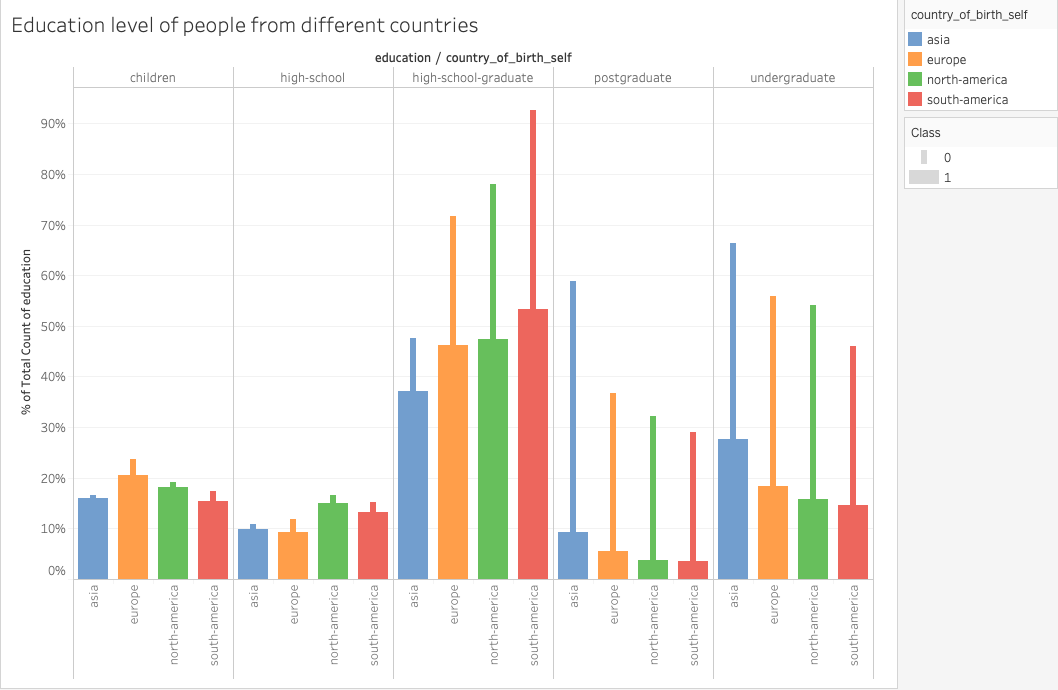 Education level of people from different countries
education / country_of_birth_self
children high-school high-school-graduate postgraduate undergraduate
% of Total Count of education
90%
80%
70%
60%
50%
40%
30%
20%
10%
0%
asia europe north-america south-america asia europe north-america south-america asia europe north-america south-america asia europe north-america south-america asia europe north-america south-america
country_of_birth_self
asia
europe
north-america
south-america
Class
0
1